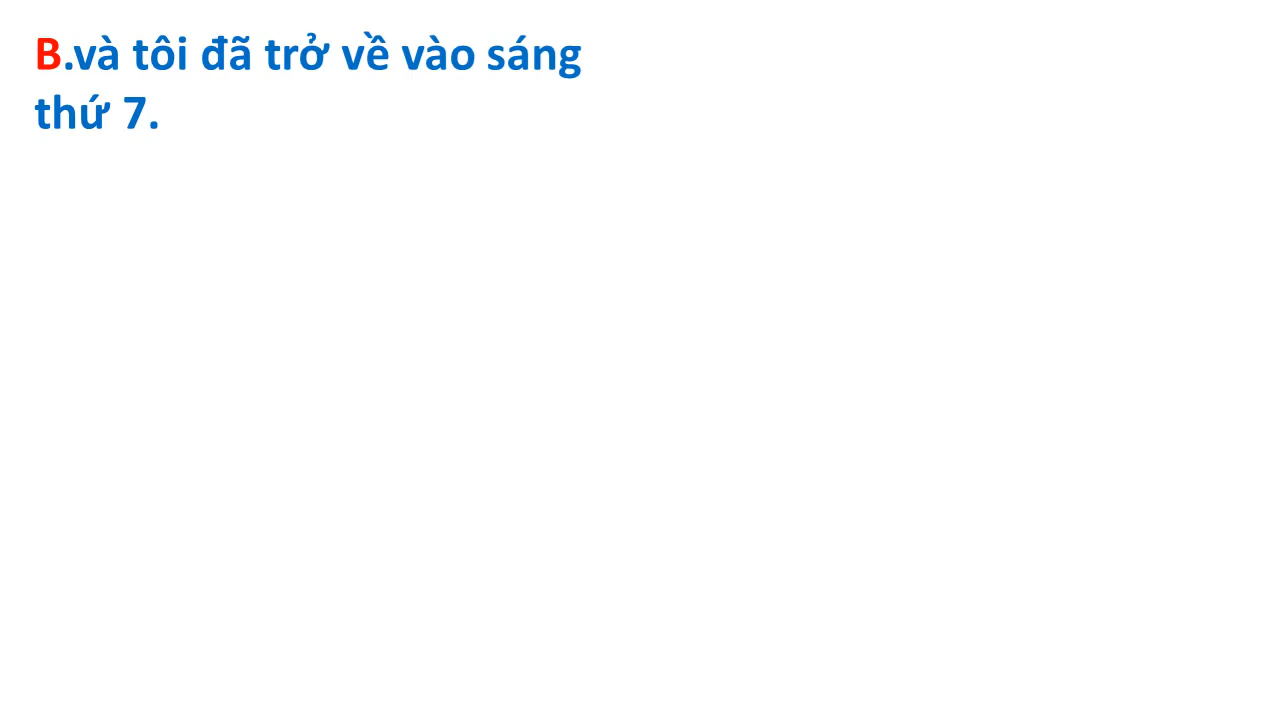 B.và tôi đã trở về vào sáng
thứ 7.